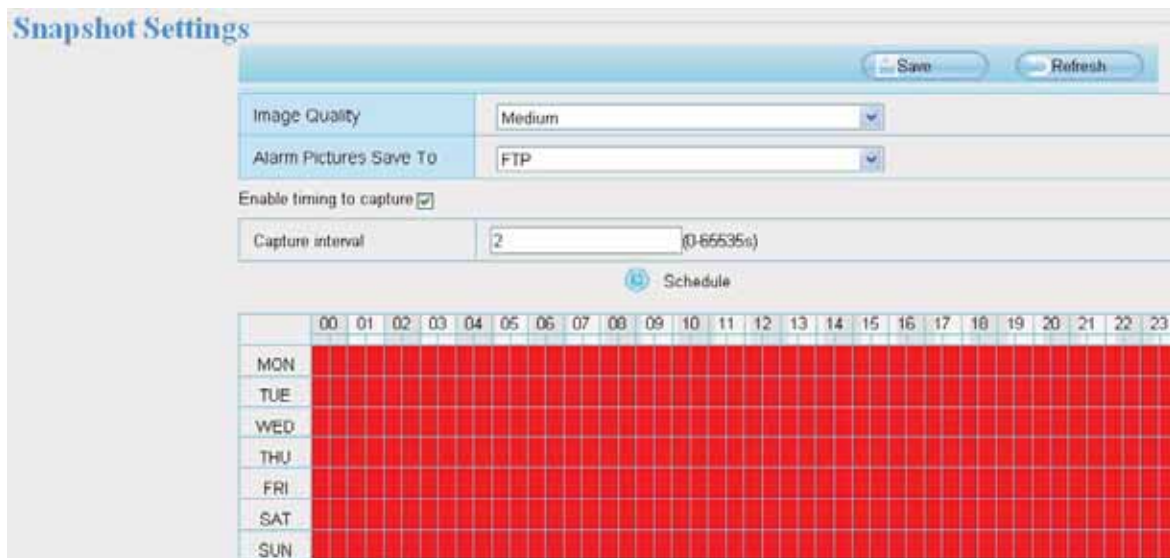 Snapshot Settings
Save Refresh
Image Quality Medium
Alarm Pictures Save To FTP
Enable timing to capture
Capture interval 2 (0-65535s)
Schedule
00 01 02 03 04 05 06 07 08 09 10 11 12 13 14 15 16 17 18 19 20 21 22 23
MON
TUE
WED
THU
FRI
SAT
SUN